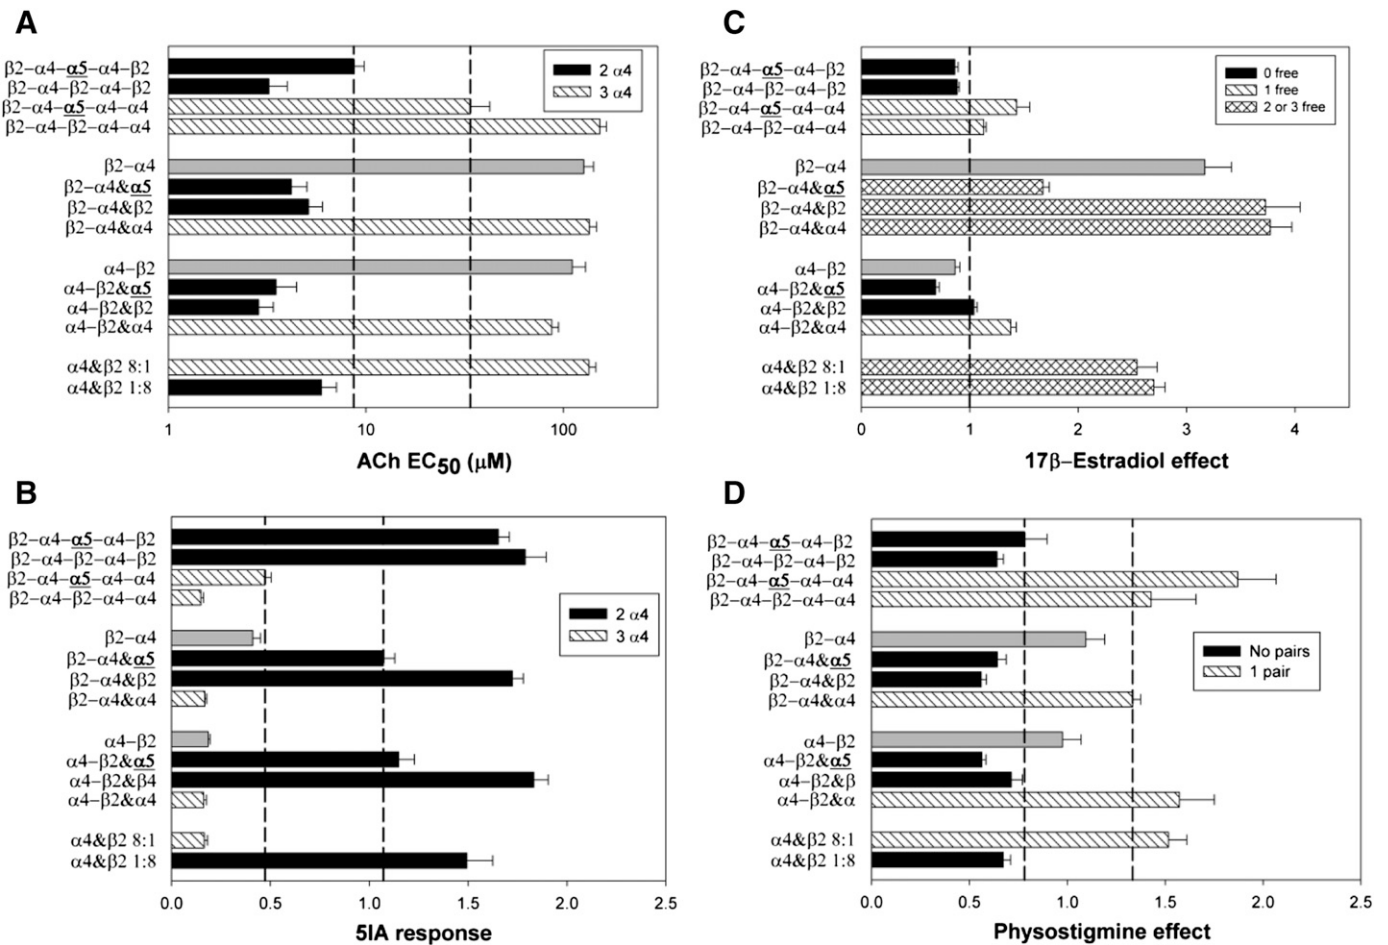 A
β2−α4−α5−α4−β2
β2−α4−β2−α4−β2
β2−α4−α5−α4−α4
β2−α4−β2−α4−α4
β2−α4
β2−α4&α5
β2−α4&β2
β2−α4&α4
α4−β2
α4−β2&α5
α4−β2&β2
α4−β2&α4
α4&β2 8:1
α4&β2 1:8
2 α4
3 α4
1 10 100
ACh EC50 (μM)
C
β2−α4−α5−α4−β2
β2−α4−β2−α4−β2
β2−α4−α5−α4−α4
β2−α4−β2−α4−α4
β2−α4
β2−α4&α5
β2−α4&β2
β2−α4&α4
α4−β2
α4−β2&α5
α4−β2&β2
α4−β2&α4
α4&β2 8:1
α4&β2 1:8
0 free
1 free
2 or 3 free
0 1 2 3 4
17β−Estradiol effect
B
β2−α4−α5−α4−β2
β2−α4−β2−α4−β2
β2−α4−α5−α4−α4
β2−α4−β2−α4−α4
β2−α4
β2−α4&α5
β2−α4&β2
β2−α4&α4
α4−β2
α4−β2&α5
α4−β2&β4
α4−β2&α4
α4&β2 8:1
α4&β2 1:8
2 α4
3 α4
0.0 0.5 1.0 1.5 2.0 2.5
5IA response
D
β2−α4−α5−α4−β2
β2−α4−β2−α4−β2
β2−α4−α5−α4−α4
β2−α4−β2−α4−α4
β2−α4
β2−α4&α5
β2−α4&β2
β2−α4&α4
α4−β2
α4−β2&α5
α4−β2&β
α4−β2&α
α4&β2 8:1
α4&β2 1:8
No pairs
1 pair
0.0 0.5 1.0 1.5 2.0 2.5
Physostigmine effect